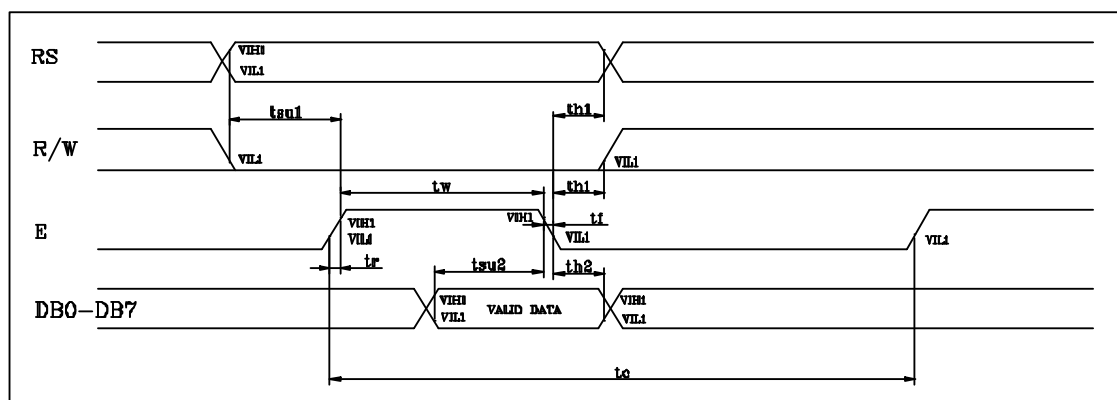 RS
VIH1
VIL1
tsu1
th1
R/W
VIL1
VIL1
tw
th1
E
VIH1
VIL1
VIH1
tf
VIL1
VIL1
tr
tsu2
th2
DB0-DB7
VIH1
VIL1
VALID DATA
VIH1
VIL1
tc